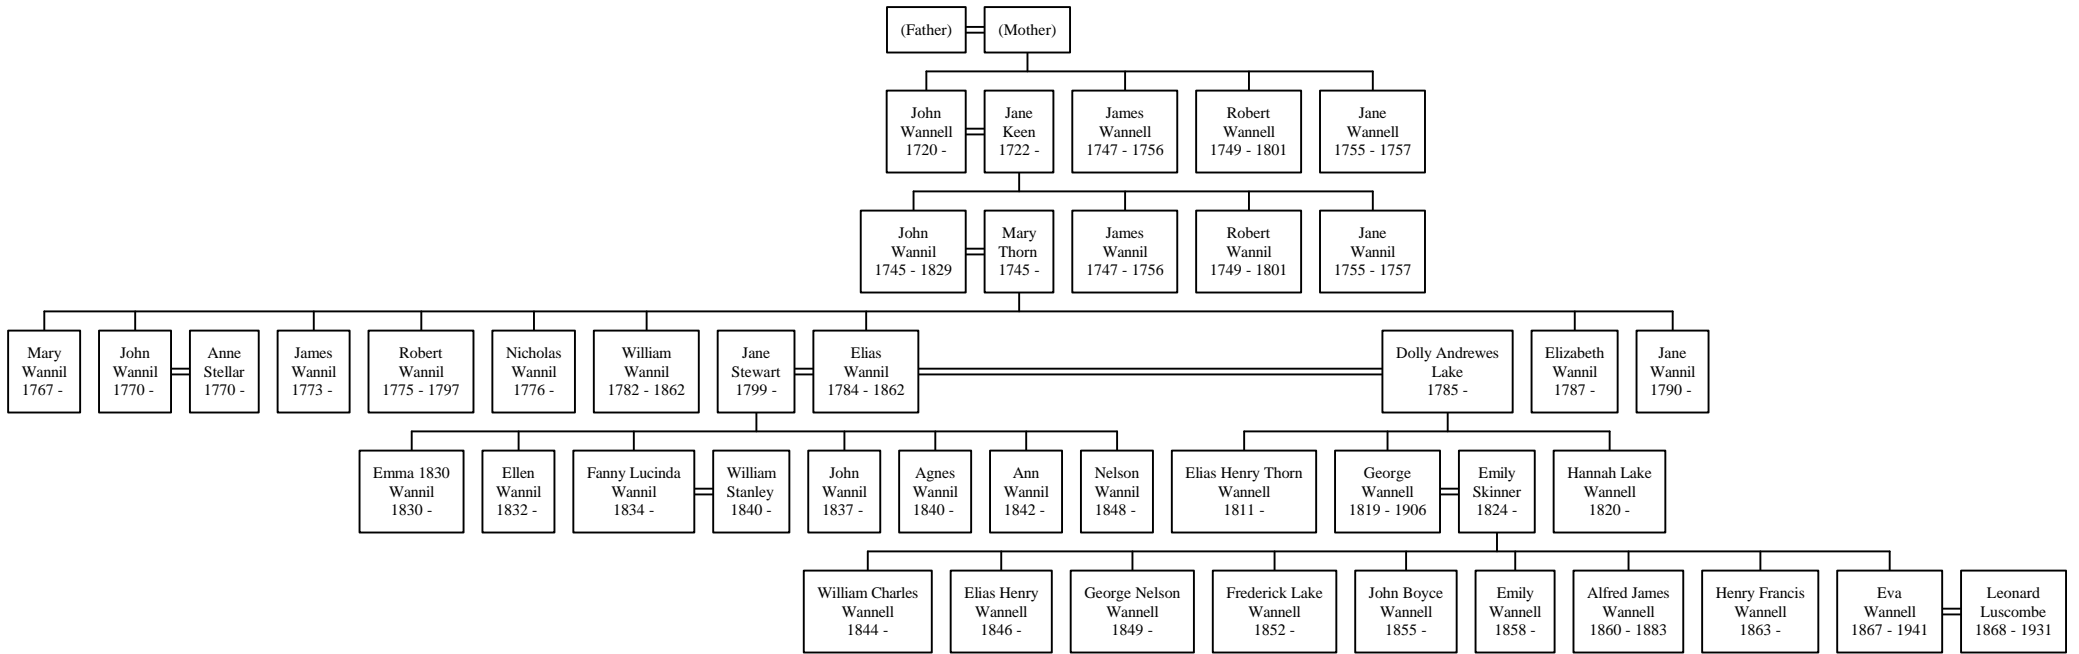 (Father)
(Mother)
John
Wannell
1720 -
Jane
Keen
1722 -
James
Wannell
1747 - 1756
Robert
Wannell
1749 - 1801
Jane
Wannell
1755 - 1757
John
Wannil
1745 - 1829
Mary
Thorn
1745 -
James
Wannil
1747 - 1756
Robert
Wannil
1749 - 1801
Jane
Wannil
1755 - 1757
Mary
Wannil
1767 -
John
Wannil
1770 -
Anne
Stellar
1770 -
James
Wannil
1773 -
Robert
Wannil
1775 - 1797
Nicholas
Wannil
1776 -
William
Wannil
1782 - 1862
Jane
Stewart
1799 -
Elias
Wannil
1784 - 1862
Dolly Andrewes
Lake
1785 -
Elizabeth
Wannil
1787 -
Jane
Wannil
1790 -
Emma 1830
Wannil
1830 -
Ellen
Wannil
1832 -
Fanny Lucinda
Wannil
1834 -
William
Stanley
1840 -
John
Wannil
1837 -
Agnes
Wannil
1840 -
Ann
Wannil
1842 -
Nelson
Wannil
1848 -
Elias Henry Thorn
Wannell
1811 -
George
Wannell
1819 - 1906
Emily
Skinner
1824 -
Hannah Lake
Wannell
1820 -
William Charles
Wannell
1844 -
Elias Henry
Wannell
1846 -
George Nelson
Wannell
1849 -
Frederick Lake
Wannell
1852 -
John Boyce
Wannell
1855 -
Emily
Wannell
1858 -
Alfred James
Wannell
1860 - 1883
Henry Francis
Wannell
1863 -
Eva
Wannell
1867 - 1941
Leonard
Luscombe
1868 - 1931